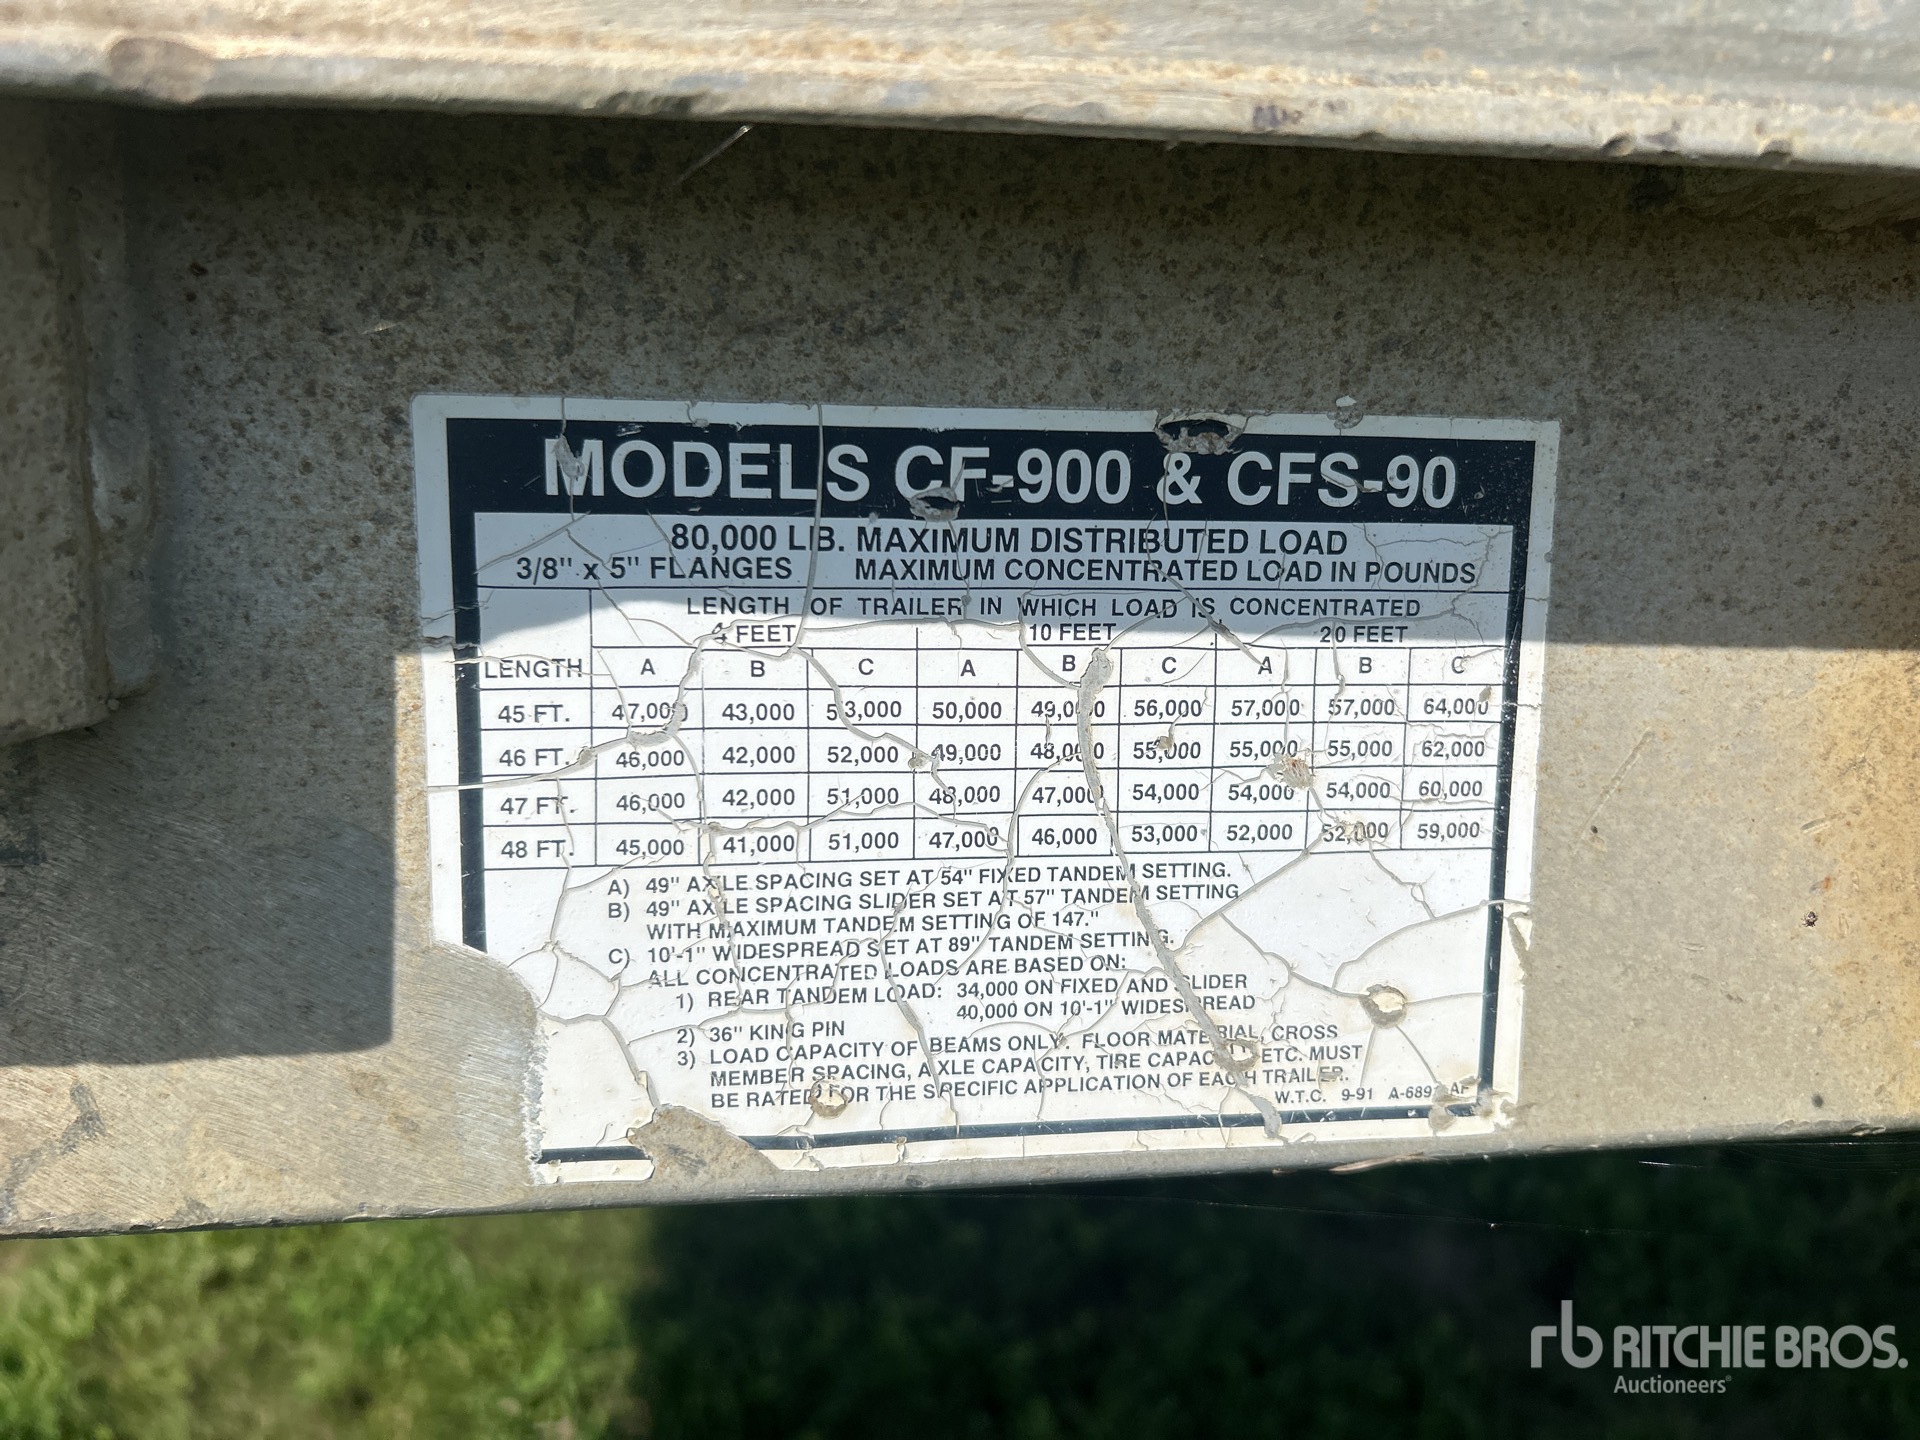 MODELS CF-900 & CFS-90
80,000 LB. MAXIMUM DISTRIBUTED LOAD
3/8" x 5" FLANGES MAXIMUM CONCENTRATED LOAD IN POUNDS
LENGTH OF TRAILER IN WHICH LOAD IS CONCENTRATED
4 FEET 10 FEET 20 FEET
LENGTH A B C A B C A B C
45 FT. 47,000 43,000 53,000 50,000 49,000 56,000 57,000 57,000 64,000
46 FT. 46,000 42,000 52,000 49,000 48,000 55,000 55,000 55,000 62,000
47 FT. 46,000 42,000 51,000 48,000 47,000 54,000 54,000 54,000 60,000
48 FT. 45,000 41,000 51,000 47,000 46,000 53,000 52,000 52,000 59,000
A) 49" AXLE SPACING SET AT 54" FIXED TANDEM SETTING.
B) 49" AXLE SPACING SLIDER SET AT 57" TANDEM SETTING
WITH MAXIMUM TANDEM SETTING OF 147."
C) 10'-1" WIDESPREAD SET AT 89" TANDEM SETTING.
ALL CONCENTRATED LOADS ARE BASED ON:
1) REAR TANDEM LOAD: 34,000 ON FIXED AND SLIDER
40,000 ON 10'-1" WIDESPREAD
2) 36" KING PIN
3) LOAD CAPACITY OF BEAMS ONLY. FLOOR MATERIAL, CROSS
MEMBER SPACING, AXLE CAPACITY, TIRE CAPACITY ETC. MUST
BE RATED FOR THE SPECIFIC APPLICATION OF EACH TRAILER.
W.T.C. 9-91
rb RITCHIE BROS.
Auctioneers